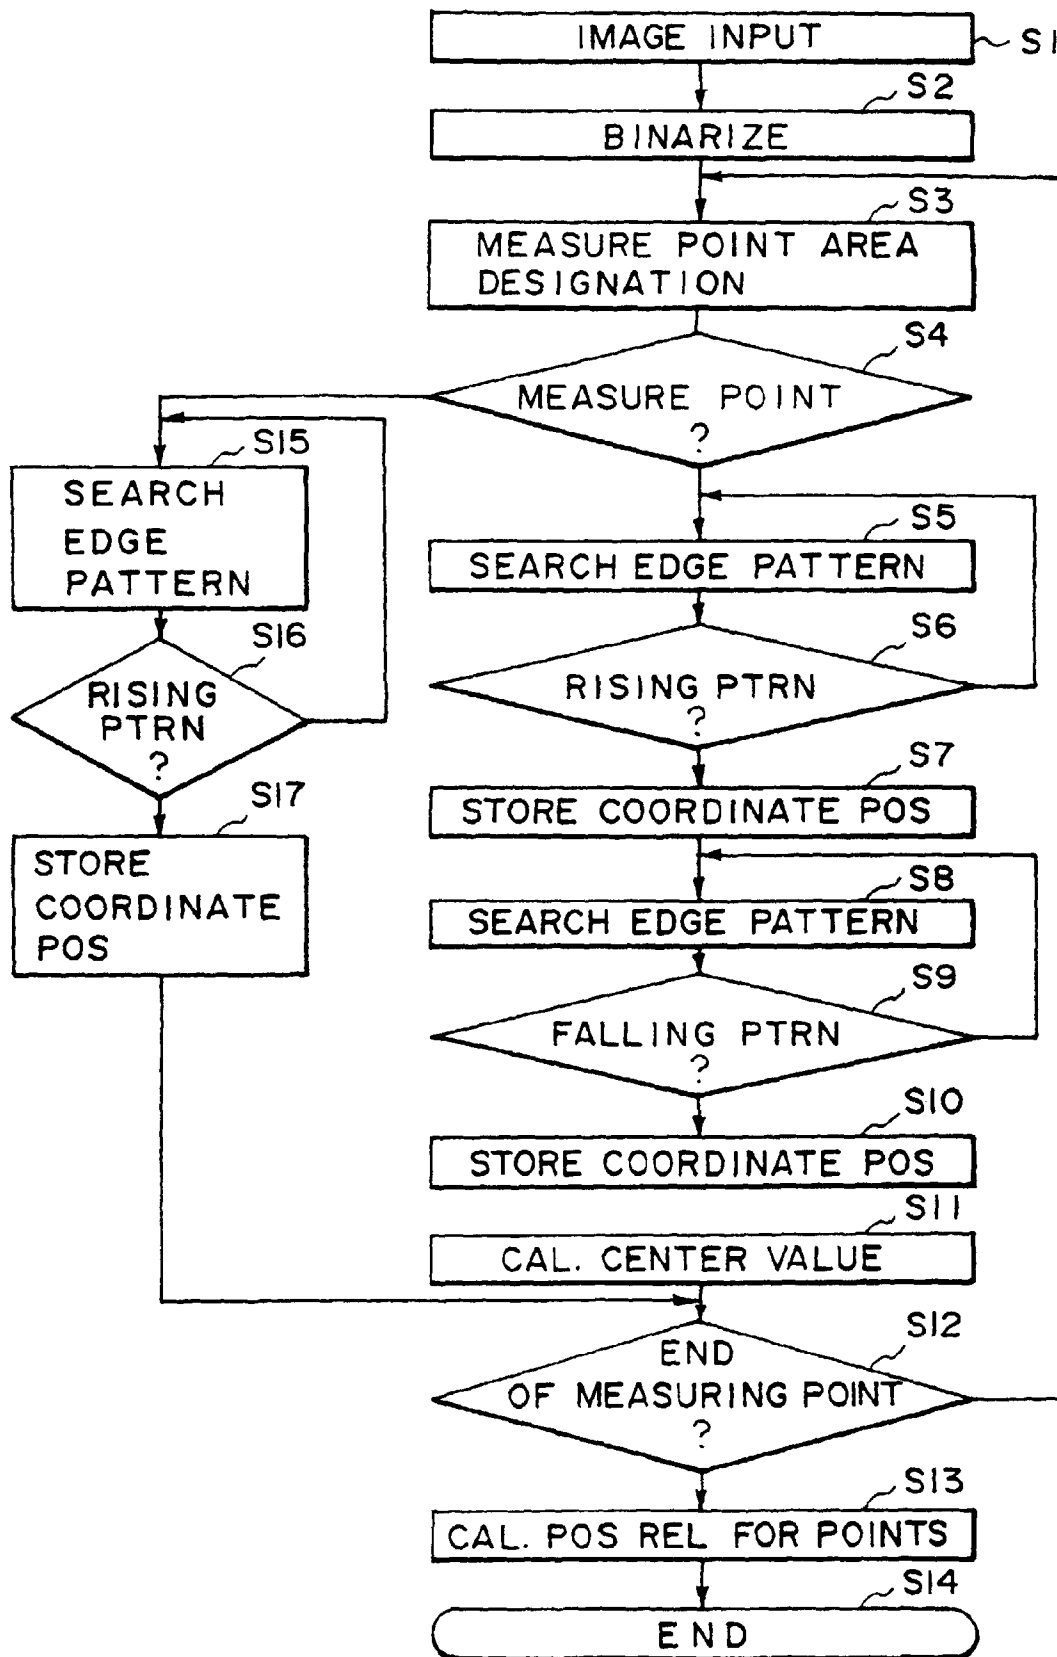 IMAGE INPUT
S1
S2
BINARIZE
S3
MEASURE POINT AREA
DESIGNATION
S4
MEASURE POINT
?
S15
SEARCH
EDGE
PATTERN
S5
SEARCH EDGE PATTERN
S16
RISING
PTRN
?
S6
RISING PTRN
?
S17
STORE
COORDINATE
POS
S7
STORE COORDINATE POS
S8
SEARCH EDGE PATTERN
S9
FALLING PTRN
?
S10
STORE COORDINATE POS
S11
CAL. CENTER VALUE
S12
END
OF MEASURING POINT
?
S13
CAL. POS REL FOR POINTS
S14
END